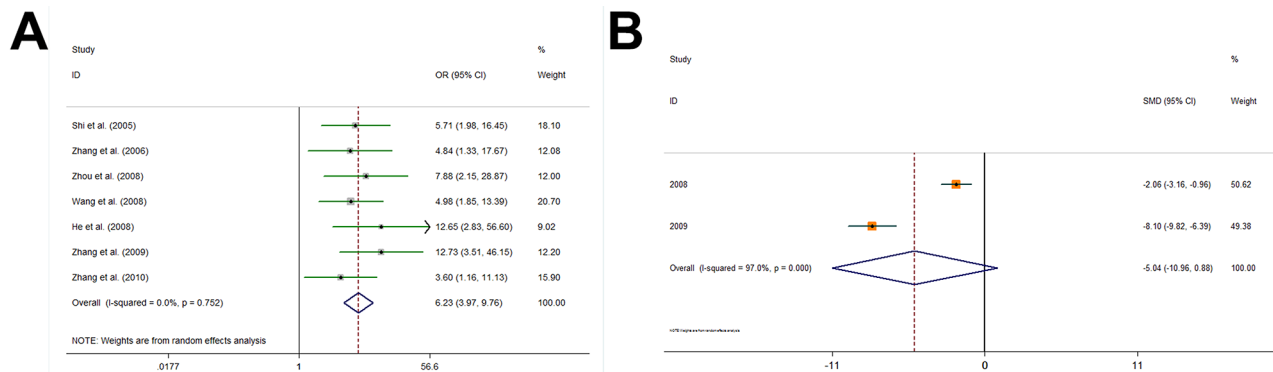 A
Study %
ID OR (95% CI) Weight
Shi et al. (2005) 5.71 (1.98, 16.45) 18.10
Zhang et al. (2006) 4.84 (1.33, 17.67) 12.08
Zhou et al. (2008) 7.88 (2.15, 28.87) 12.00
Wang et al. (2008) 4.98 (1.85, 13.39) 20.70
He et al. (2008) 12.65 (2.83, 56.60) 9.02
Zhang et al. (2009) 12.73 (3.51, 46.15) 12.20
Zhang et al. (2010) 3.60 (1.16, 11.13) 15.90
Overall (I-squared = 0.0%, p = 0.752) 6.23 (3.97, 9.76) 100.00
NOTE: Weights are from random effects analysis
.0177 1 56.6
B
Study %
ID SMD (95% CI) Weight
2008 -2.06 (-3.16, -0.96) 50.62
2009 -8.10 (-9.82, -6.39) 49.38
Overall (I-squared = 97.0%, p = 0.000) -5.04 (-10.96, 0.88) 100.00
NOTE: Weights are from random effects analysis
-11 0 11